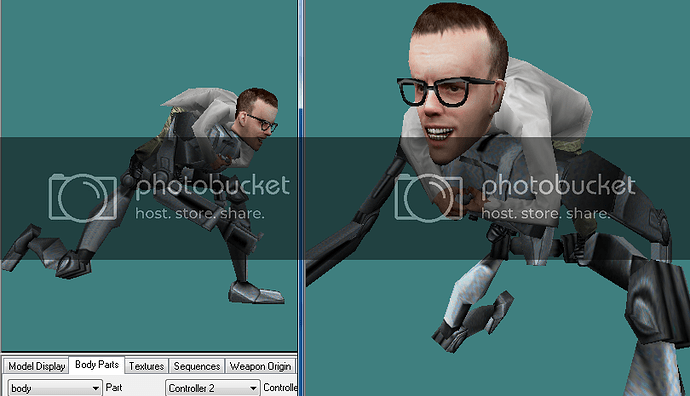 photobucket
host. store. share.
photobucket
host. store. share.
Model Display Body Parts Textures Sequences Weapon Origin
body Part Controller 2 Controlle